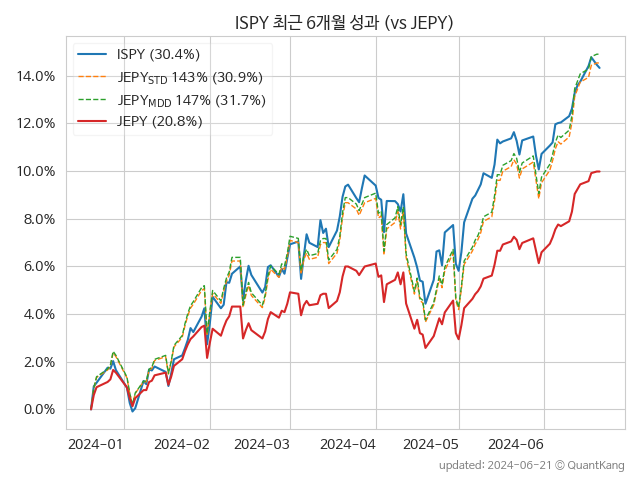 ISPY 최근 6개월 성과 (vs JEPY)
ISPY (30.4%)
JEPYSTD 143% (30.9%)
JEPYMDD 147% (31.7%)
JEPY (20.8%)
14.0%
12.0%
10.0%
8.0%
6.0%
4.0%
2.0%
0.0%
2024-01 2024-02 2024-03 2024-04 2024-05 2024-06
updated: 2024-06-21 © QuantKang